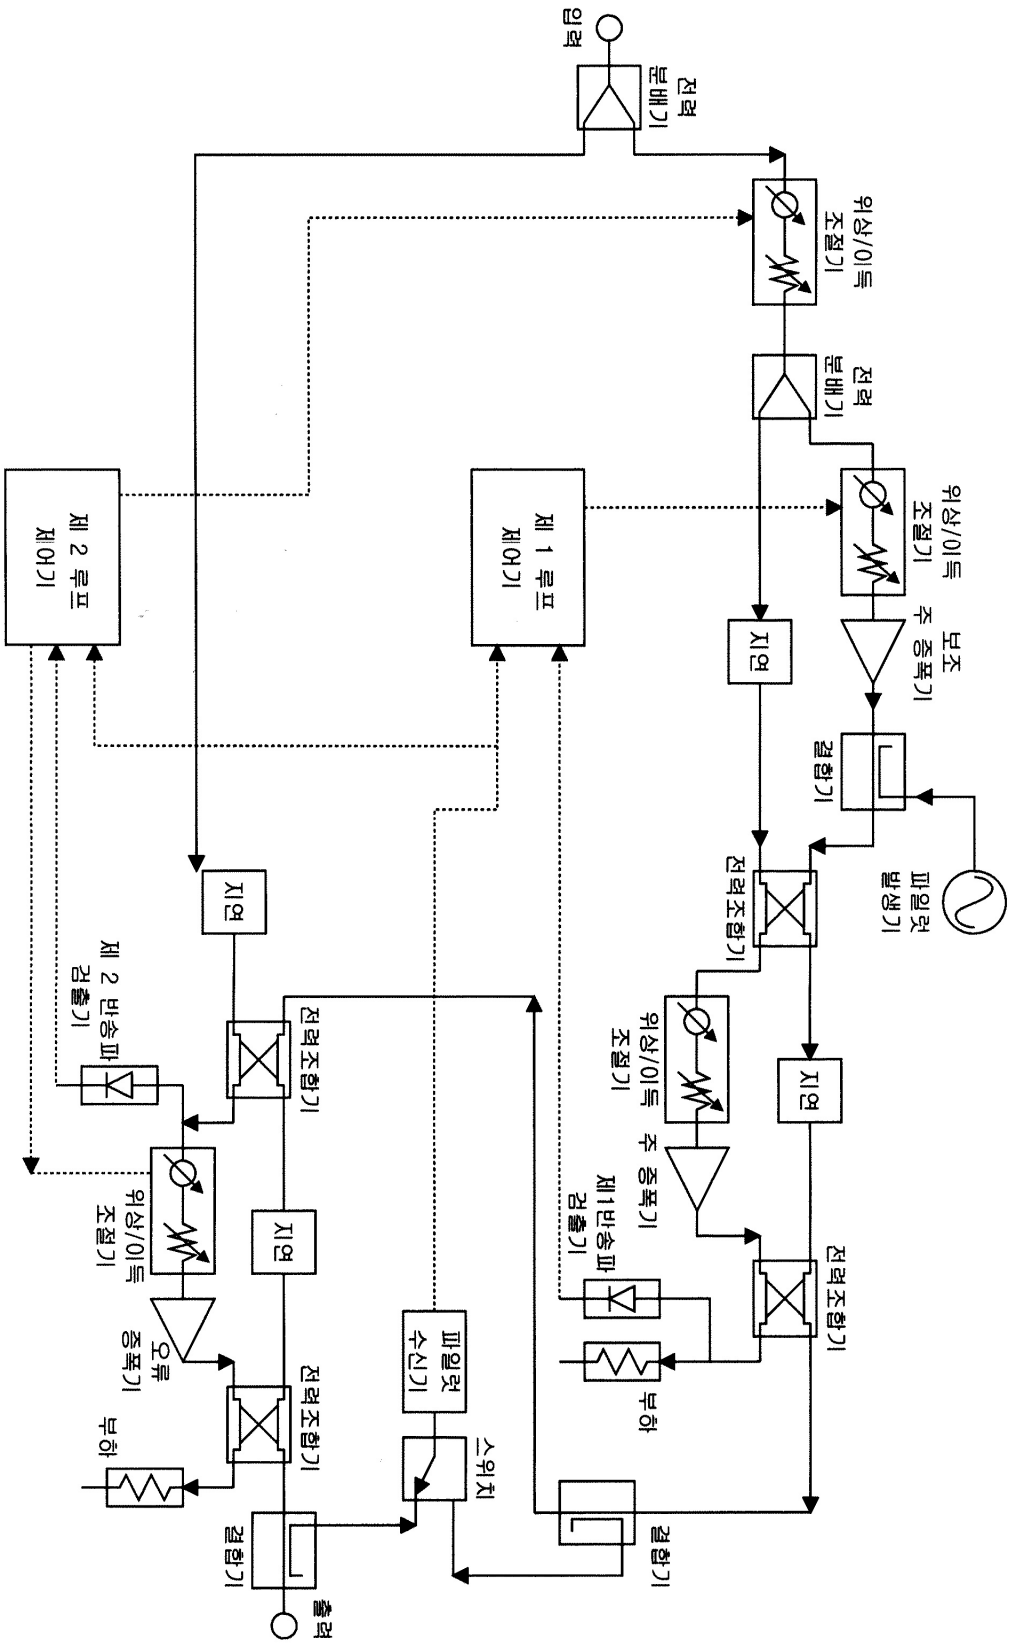 입력
전력
분배기
위상/이득
조절기
전력
분배기
위상/이득
조절기
보조
주 증폭기
결합기
파일럿
발생기
지연
전력조합기
지연
위상/이득
조절기
주 증폭기
전력조합기
제1반송파
검출기
부하
결합기
제 1 루프
제어기
제 2 루프
제어기
지연
전력조합기
제 2 반송파
검출기
위상/이득
조절기
지연
오류
증폭기
전력조합기
부하
파일럿
수신기
스위치
결합기
출력